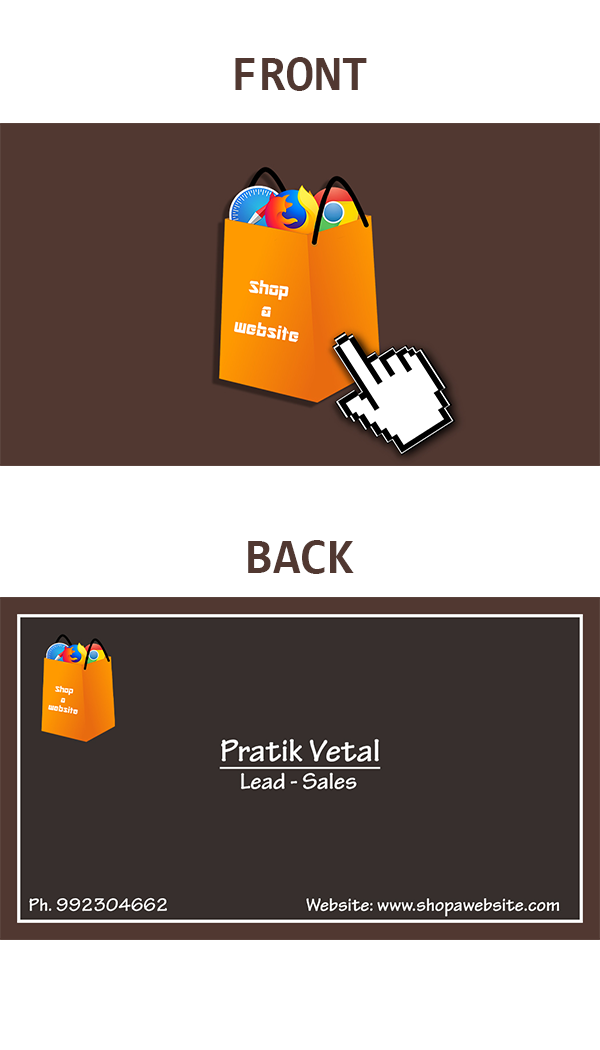 FRONT
shop
a
website
BACK
shop
a
website
Pratik Vetal
Lead - Sales
Ph. 992304662
Website: www.shopawebsite.com